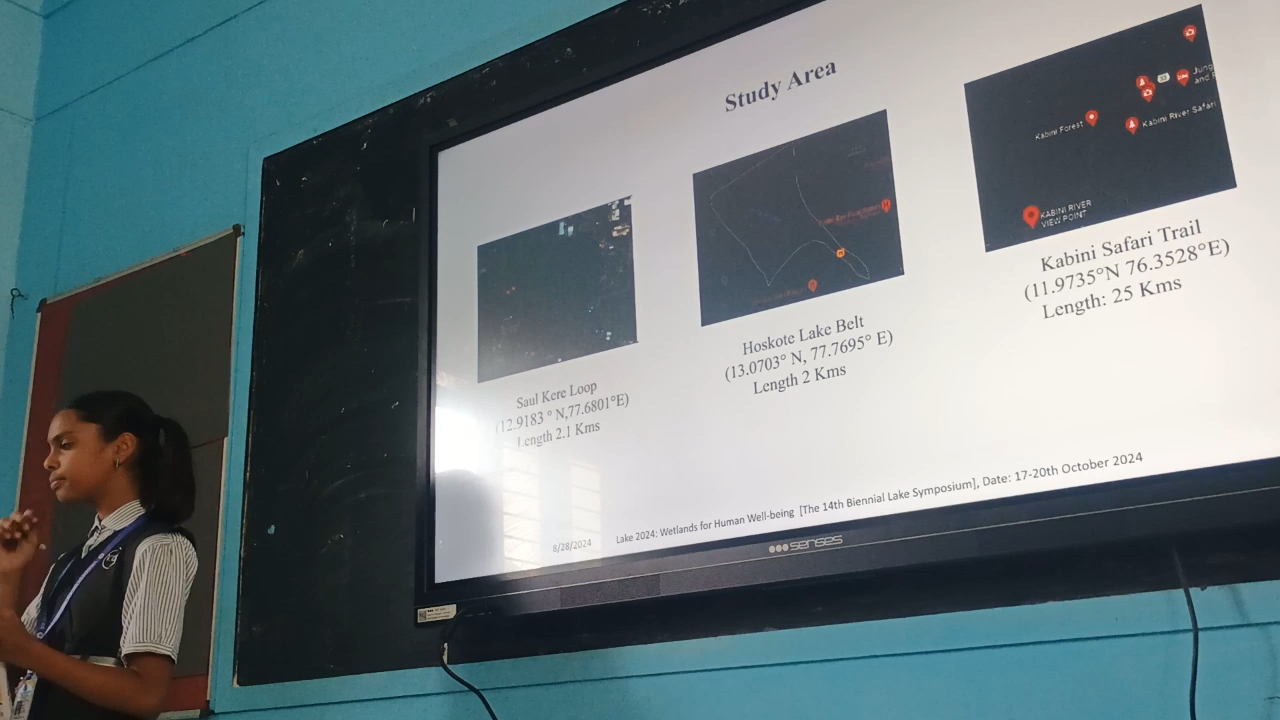 Study Area
Saul Kere Loop
(12.9183 ° N,77.6801°E)
Length 2.1 Kms
Hoskote Lake Belt
(13.0703° N, 77.7695° E)
Length 2 Kms
Kabini Forest
Kabini River Safari
KABINI RIVER
VIEW POINT
Kabini Safari Trail
(11.9735°N 76.3528°E)
Length: 25 Kms
8/28/2024
Lake 2024: Wetlands for Human Well-being [The 14th Biennial Lake Symposium], Date: 17-20th October 2024
senses